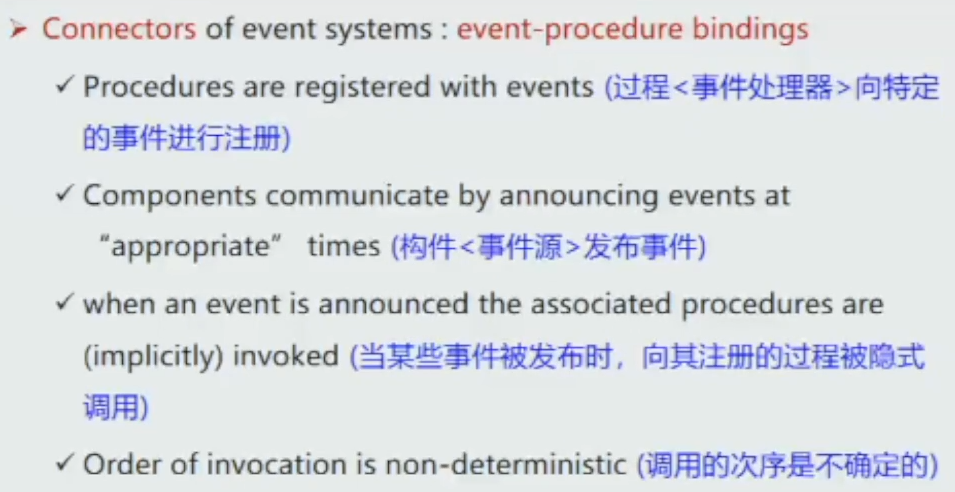 ➢ Connectors of event systems : event-procedure bindings
✓ Procedures are registered with events (过程<事件处理器>向特定
的事件进行注册)
✓ Components communicate by announcing events at
“appropriate” times (构件<事件源>发布事件)
✓ when an event is announced the associated procedures are
(implicitly) invoked (当某些事件被发布时，向其注册的过程被隐式
调用)
✓ Order of invocation is non-deterministic (调用的次序是不确定的)